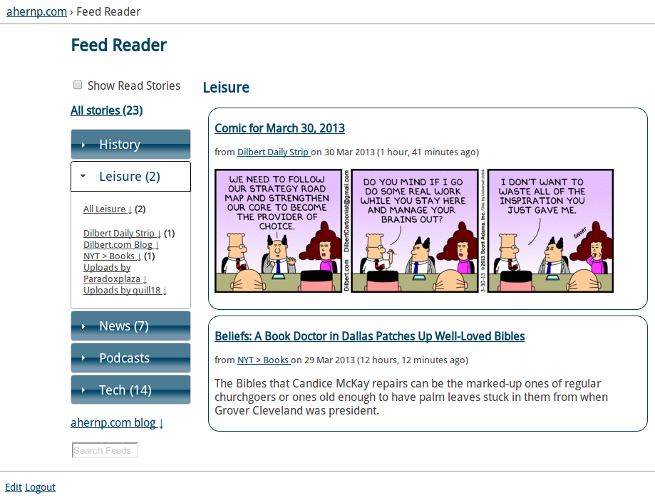 ahernp.com › Feed Reader
Feed Reader
Show Read Stories
All stories (23)
History
Leisure (2)
All Leisure ↓ (2)
Dilbert Daily Strip ↓ (1)
Dilbert.com Blog ↓
NYT > Books ↓ (1)
Uploads by
Paradoxplaza ↓
Uploads by quill18 ↓
News (7)
Podcasts
Tech (14)
ahernp.com blog ↓
Search Feeds
Leisure
Comic for March 30, 2013
from Dilbert Daily Strip on 30 Mar 2013 (1 hour, 41 minutes ago)
WE NEED TO FOLLOW
OUR STRATEGY ROAD
MAP AND STRENGTHEN
OUR CORE TO BECOME
THE PROVIDER OF
CHOICE.
Dilbert.com DilbertCartoonist@gmail.com
DO YOU MIND IF I GO
DO SOME REAL WORK
WHILE YOU STAY HERE
AND MANAGE YOUR
BRAINS OUT?
3-30-13 ©2013 Scott Adams, Inc.
I DON'T WANT TO
WASTE ALL OF THE
INSPIRATION YOU
JUST GAVE ME.
Beliefs: A Book Doctor in Dallas Patches Up Well-Loved Bibles
from NYT > Books on 29 Mar 2013 (12 hours, 12 minutes ago)
The Bibles that Candice McKay repairs can be the marked-up ones of regular
churchgoers or ones old enough to have palm leaves stuck in them from when
Grover Cleveland was president.
Edit Logout